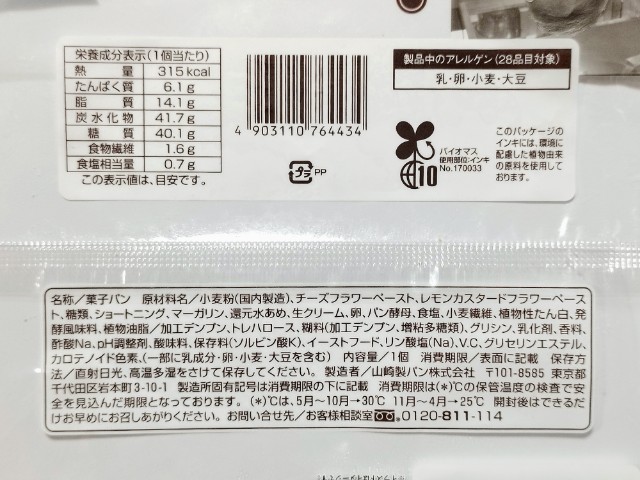 栄養成分表示(1個当たり)
熱量 315kcal
たんぱく質 6.1g
脂質 14.1g
炭水化物 41.7g
糖質 40.1g
食物繊維 1.6g
食塩相当量 0.7g
この表示値は、目安です。
4 903110 764434
プラ PP
製品中のアレルゲン(28品目対象)
乳・卵・小麦・大豆
10
バイオマス
使用部位:インキ
No.170033
このパッケージの
インキには、環境に
配慮した植物由来
の原料を使用して
おります。
名称/菓子パン 原材料名/小麦粉(国内製造)、チーズフラワーペースト、レモンカスタードフラワーペース
ト、糖類、ショートニング、マーガリン、還元水あめ、生クリーム、卵、パン酵母、食塩、小麦繊維、植物性たん白、発
酵風味料、植物油脂/加工デンプン、トレハロース、糊料(加工デンプン、増粘多糖類)、グリシン、乳化剤、香料、
酢酸Na、pH調整剤、酸味料、保存料(ソルビン酸K)、イーストフード、リン酸塩(Na)、V.C、グリセリンエステル、
カロテノイド色素、(一部に乳成分・卵・小麦・大豆を含む) 内容量/1個 消費期限/表面に記載 保存方
法/直射日光、高温多湿をさけて保存してください。 製造者/山崎製パン株式会社 〒101-8585 東京都
千代田区岩本町3-10-1 製造所固有記号は消費期限の下に記載 消費期限は(*)℃の保管温度の検査で安
全を見込んだ期限となっております。 (*)℃は、5月〜10月→30℃ 11月〜4月→25℃ 開封後はできるだ
けお早めにお召しあがりください。 お問い合せ先/お客様相談室 0120-811-114